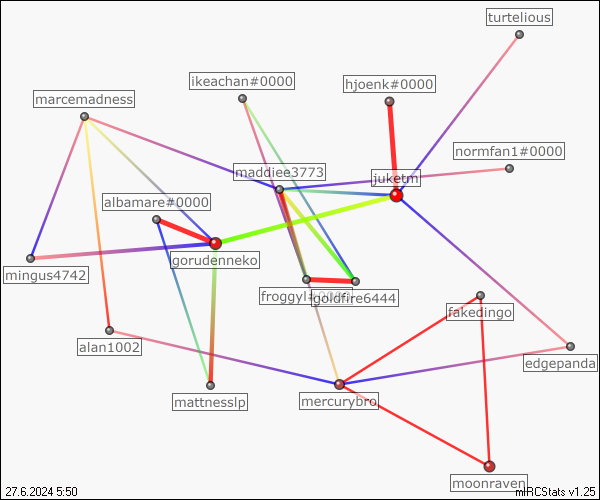 turtelious
ikeachan#0000
hjoenk#0000
marcemadness
normfan1#0000
maddiee3773
juketm
albamare#0000
gorudenneko
mingus4742
goldfire6444
fakedingo
alan1002
edgepanda
mattnesslp
mercurybro
moonraven
27.6.2024 5:50
mIRCStats v1.25